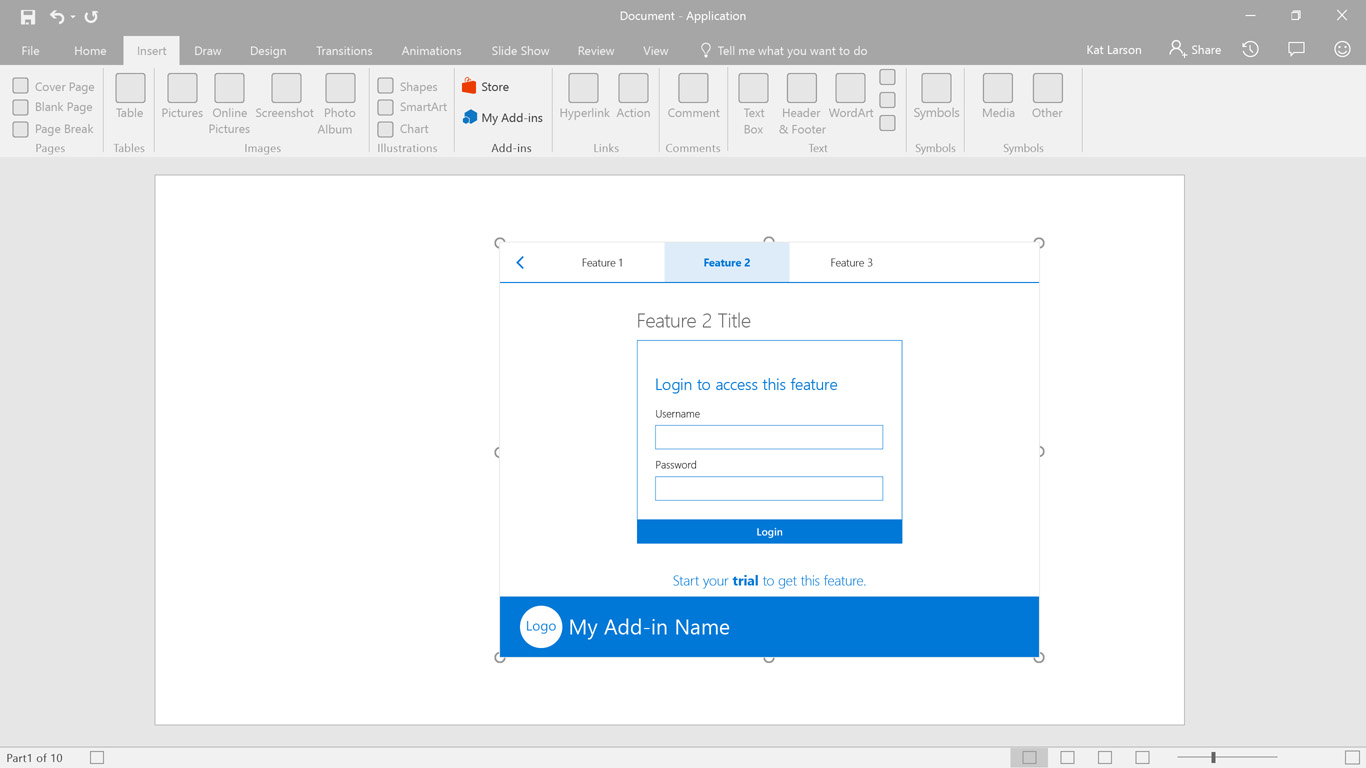 Document - Application
File Home Insert Draw Design Transitions Animations Slide Show Review View Tell me what you want to do Kat Larson Share
Cover Page
Blank Page
Page Break
Pages
Table
Tables
Pictures
Online
Pictures
Screenshot
Photo
Album
Images
Shapes
SmartArt
Chart
Illustrations
Store
My Add-ins
Add-ins
Hyperlink
Action
Links
Comment
Comments
Text
Box
Header
& Footer
WordArt
Text
Symbols
Symbols
Media
Other
Symbols
Feature 1 Feature 2 Feature 3
Feature 2 Title
Login to access this feature
Username
Password
Login
Start your trial to get this feature.
Logo My Add-in Name
Part1 of 10